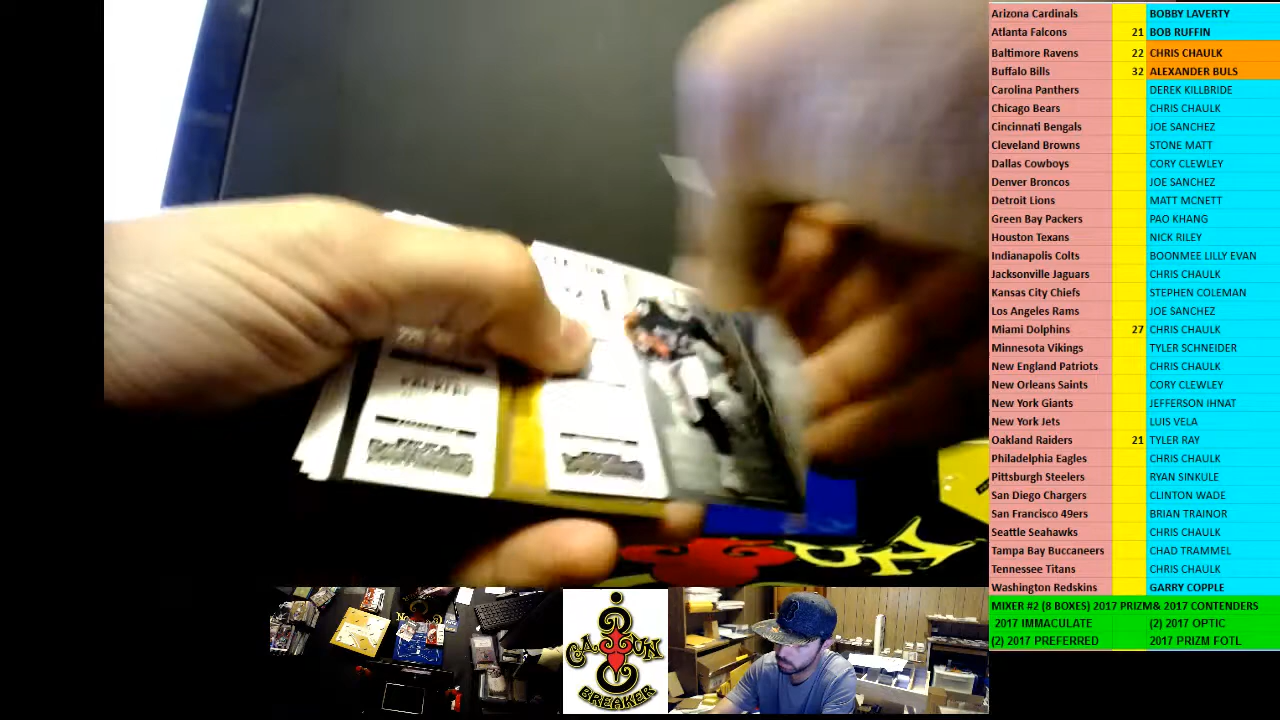 Arizona Cardinals BOBBY LAVERTY
Atlanta Falcons 21 BOB RUFFIN
Baltimore Ravens 22 CHRIS CHAULK
Buffalo Bills 32 ALEXANDER BULS
Carolina Panthers DEREK KILLBRIDE
Chicago Bears CHRIS CHAULK
Cincinnati Bengals JOE SANCHEZ
Cleveland Browns STONE MATT
Dallas Cowboys CORY CLEWLEY
Denver Broncos JOE SANCHEZ
Detroit Lions MATT MCNETT
Green Bay Packers PAO KHANG
Houston Texans NICK RILEY
Indianapolis Colts BOONMEE LILLY EVAN
Jacksonville Jaguars CHRIS CHAULK
Kansas City Chiefs STEPHEN COLEMAN
Los Angeles Rams JOE SANCHEZ
Miami Dolphins 27 CHRIS CHAULK
Minnesota Vikings TYLER SCHNEIDER
New England Patriots CHRIS CHAULK
New Orleans Saints CORY CLEWLEY
New York Giants JEFFERSON IHNAT
New York Jets LUIS VELA
Oakland Raiders 21 TYLER RAY
Philadelphia Eagles CHRIS CHAULK
Pittsburgh Steelers RYAN SINKULE
San Diego Chargers CLINTON WADE
San Francisco 49ers BRIAN TRAINOR
Seattle Seahawks CHRIS CHAULK
Tampa Bay Buccaneers CHAD TRAMMEL
Tennessee Titans CHRIS CHAULK
Washington Redskins GARRY COPPLE
MIXER #2 (8 BOXES) 2017 PRIZM& 2017 CONTENDERS
2017 IMMACULATE (2) 2017 OPTIC
(2) 2017 PREFERRED 2017 PRIZM FOTL
CAJUN
BREAKER